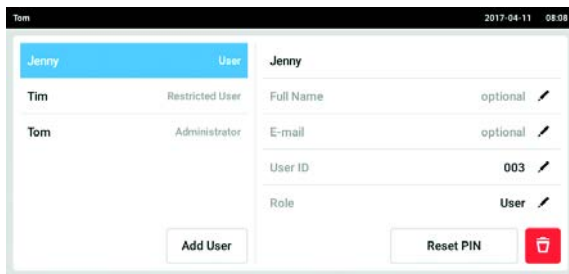 Tom 2017-04-11 08:08
Jenny User
Tim Restricted User
Tom Administrator
Add User
Jenny
Full Name optional
E-mail optional
User ID 003
Role User
Reset PIN